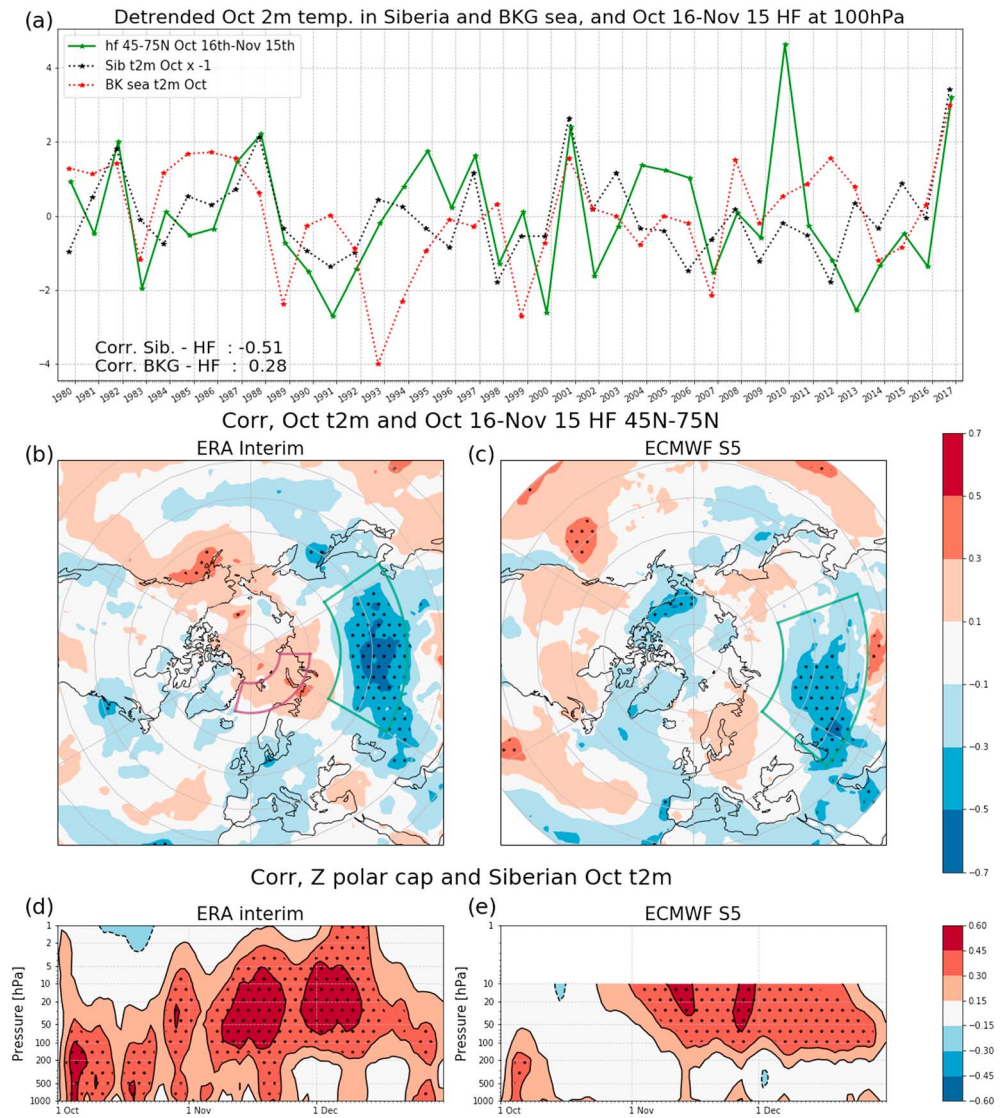 (a) Detrended Oct 2m temp. in Siberia and BKG sea, and Oct 16-Nov 15 HF at 100hPa
hf 45-75N Oct 16th-Nov 15th
Sib t2m Oct x -1
BK sea t2m Oct
4
2
0
−2
−4
Corr. Sib. - HF : -0.51
Corr. BKG - HF : 0.28
1980 1981 1982 1983 1984 1985 1986 1987 1988 1989 1990 1991 1992 1993 1994 1995 1996 1997 1998 1999 2000 2001 2002 2003 2004 2005 2006 2007 2008 2009 2010 2011 2012 2013 2014 2015 2016 2017
Corr, Oct t2m and Oct 16-Nov 15 HF 45N-75N
(b) ERA Interim
(c) ECMWF S5
0.7
0.5
0.3
0.1
−0.1
−0.3
−0.5
−0.7
Corr, Z polar cap and Siberian Oct t2m
(d) ERA interim
Pressure [hPa]
1
2
5
10
20
50
100
200
500
1000
1 Oct 1 Nov 1 Dec
(e) ECMWF S5
Pressure [hPa]
1
2
5
10
20
50
100
200
500
1000
1 Oct 1 Nov 1 Dec
0.60
0.45
0.30
0.15
−0.15
−0.30
−0.45
−0.60